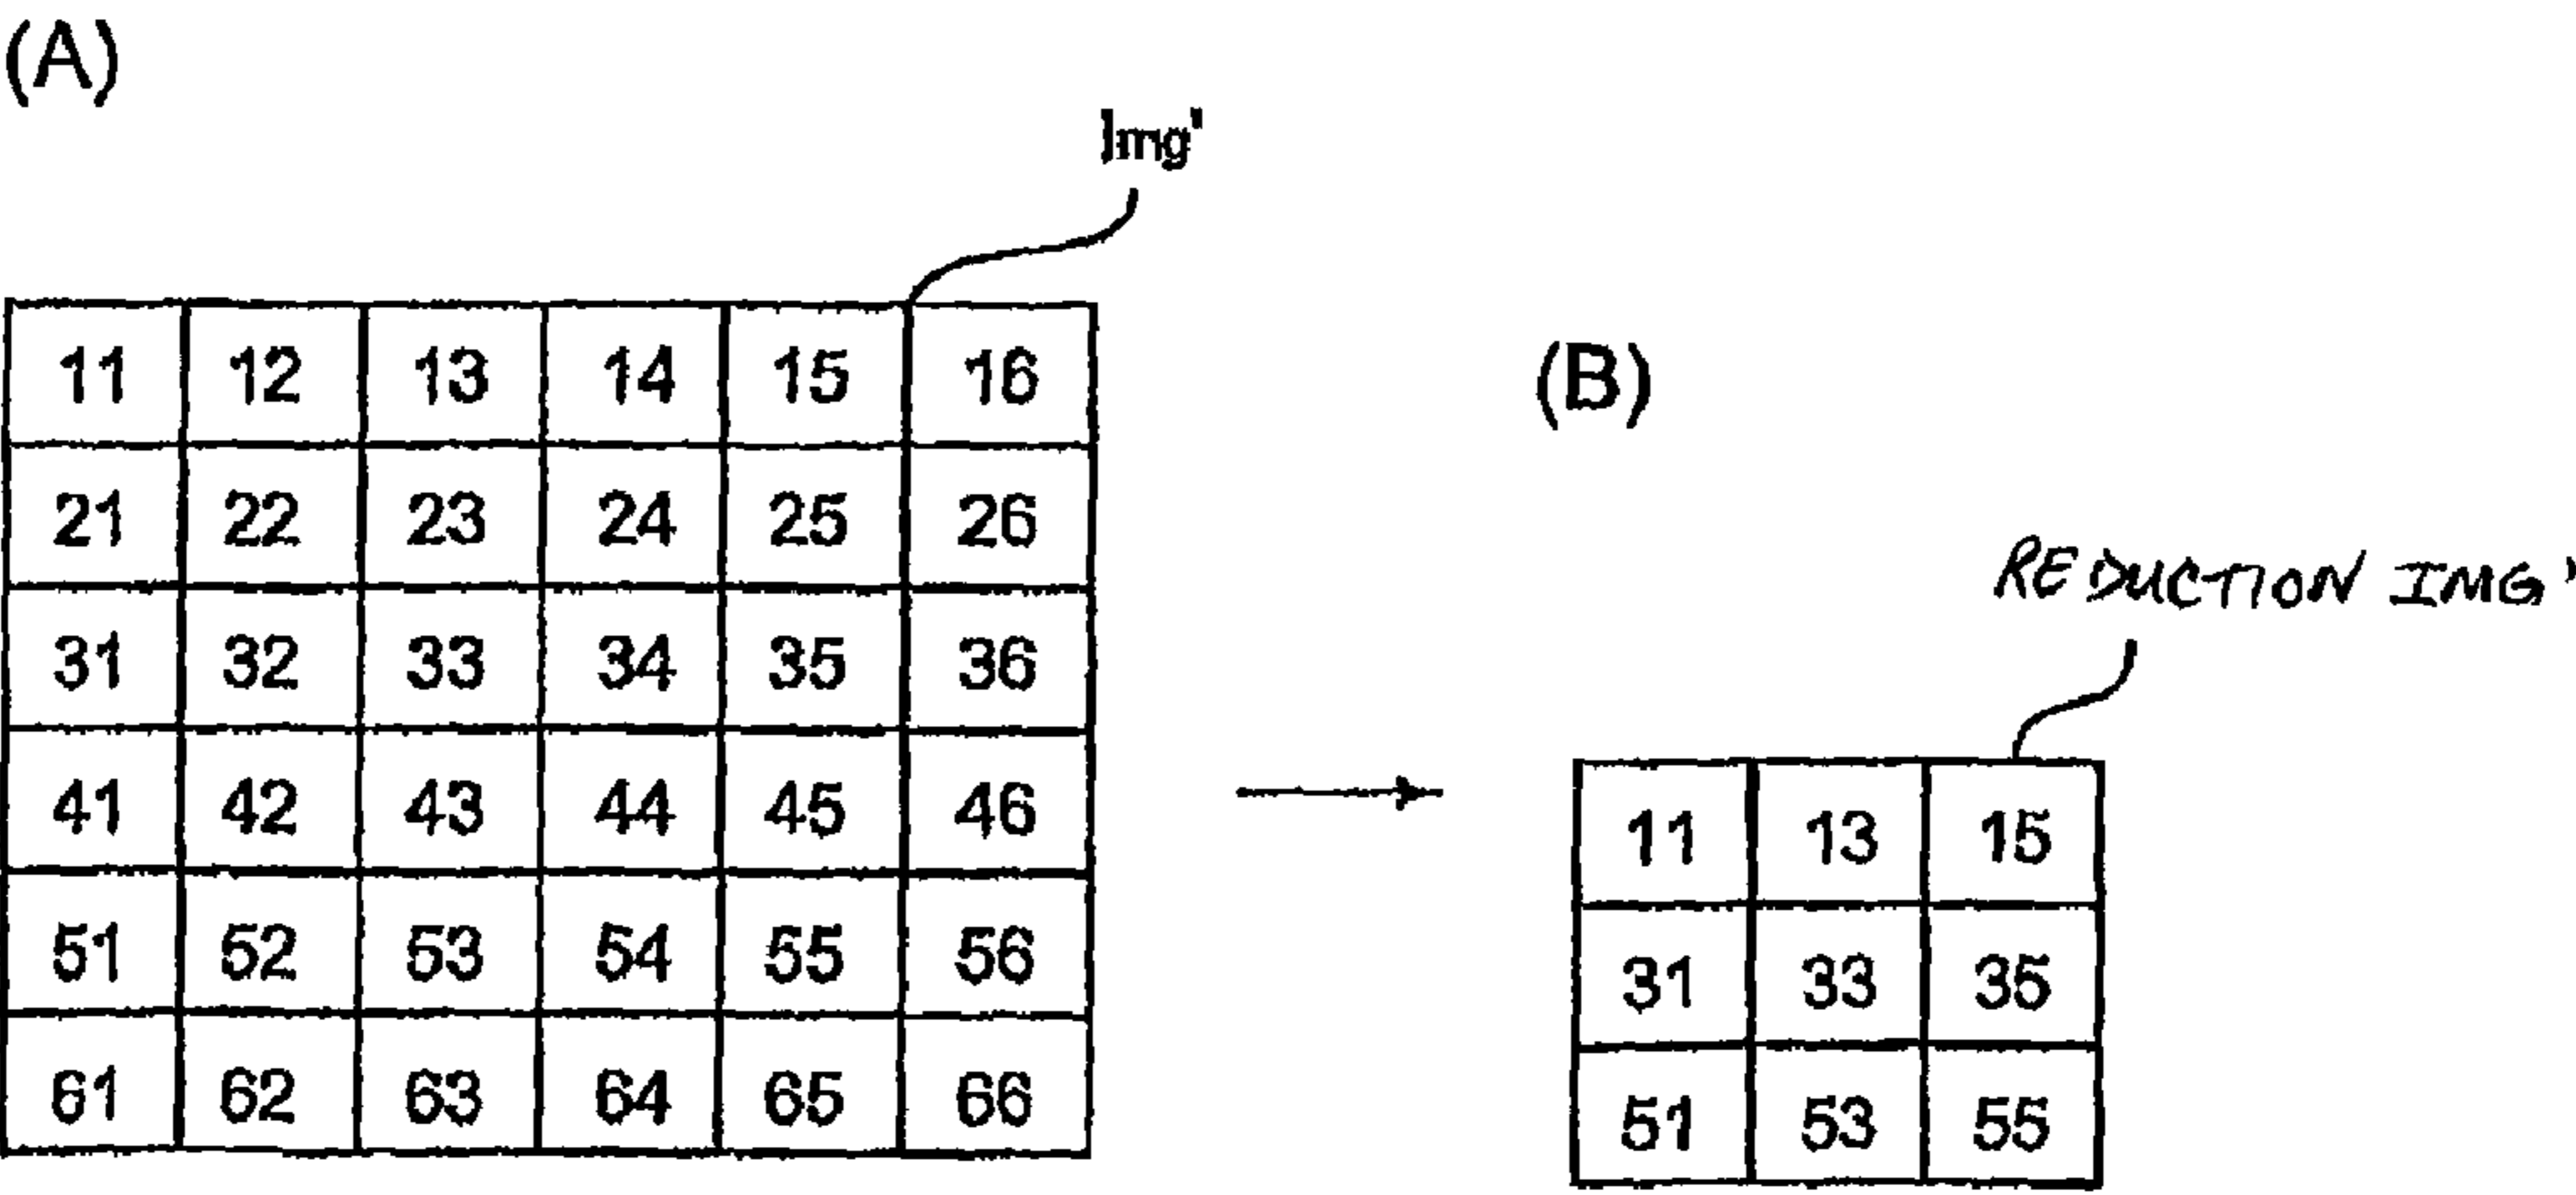 (A)
Img'
11 12 13 14 15 16
21 22 23 24 25 26
31 32 33 34 35 36
41 42 43 44 45 46
51 52 53 54 55 56
61 62 63 64 65 66
(B)
REDUCTION IMG'
11 13 15
31 33 35
51 53 55